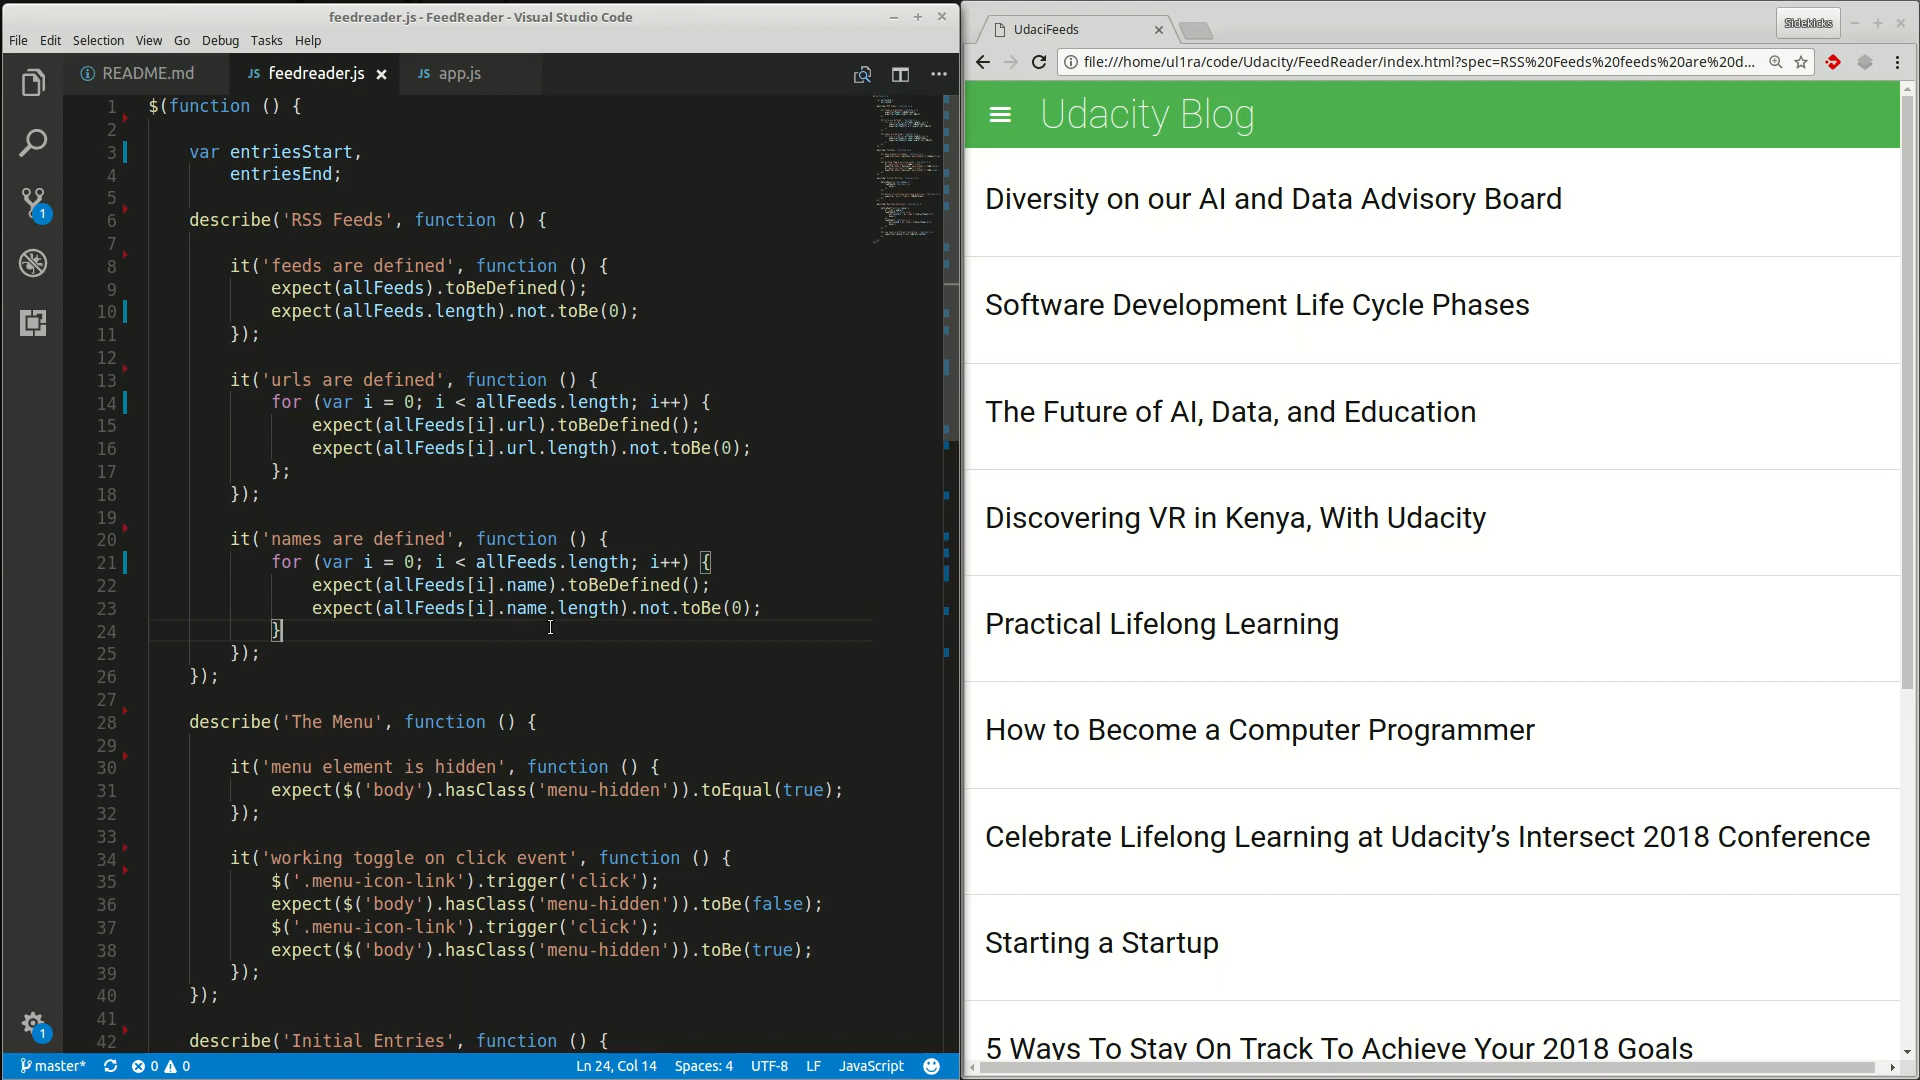 feedreader.js - FeedReader - Visual Studio Code
File Edit Selection View Go Debug Tasks Help
README.md
JS feedreader.js
JS app.js
1 $(function () {
2
3 var entriesStart,
4 entriesEnd;
5
6 describe('RSS Feeds', function () {
7
8 it('feeds are defined', function () {
9 expect(allFeeds).toBeDefined();
10 expect(allFeeds.length).not.toBe(0);
11 });
12
13 it('urls are defined', function () {
14 for (var i = 0; i < allFeeds.length; i++) {
15 expect(allFeeds[i].url).toBeDefined();
16 expect(allFeeds[i].url.length).not.toBe(0);
17 };
18 });
19
20 it('names are defined', function () {
21 for (var i = 0; i < allFeeds.length; i++) {
22 expect(allFeeds[i].name).toBeDefined();
23 expect(allFeeds[i].name.length).not.toBe(0);
24 }
25 });
26 });
27
28 describe('The Menu', function () {
29
30 it('menu element is hidden', function () {
31 expect($('body').hasClass('menu-hidden')).toEqual(true);
32 });
33
34 it('working toggle on click event', function () {
35 $('.menu-icon-link').trigger('click');
36 expect($('body').hasClass('menu-hidden')).toBe(false);
37 $('.menu-icon-link').trigger('click');
38 expect($('body').hasClass('menu-hidden')).toBe(true);
39 });
40 });
41
42 describe('Initial Entries', function () {
1
1
master* 0 0 Ln 24, Col 14 Spaces: 4 UTF-8 LF JavaScript
UdaciFeeds
Sidekicks
file:///home/ul1ra/code/Udacity/FeedReader/index.html?spec=RSS%20Feeds%20feeds%20are%20d...
Udacity Blog
Diversity on our AI and Data Advisory Board
Software Development Life Cycle Phases
The Future of AI, Data, and Education
Discovering VR in Kenya, With Udacity
Practical Lifelong Learning
How to Become a Computer Programmer
Celebrate Lifelong Learning at Udacity’s Intersect 2018 Conference
Starting a Startup
5 Ways To Stay On Track To Achieve Your 2018 Goals